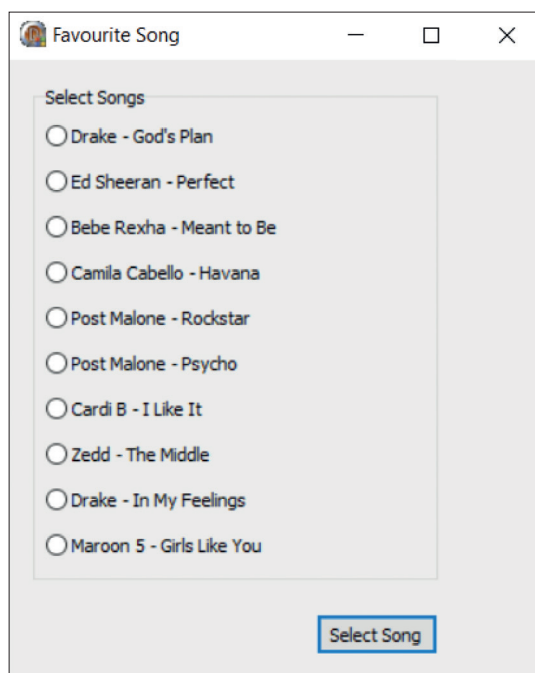 Favourite Song
Select Songs
Drake - God's Plan
Ed Sheeran - Perfect
Bebe Rexha - Meant to Be
Camila Cabello - Havana
Post Malone - Rockstar
Post Malone - Psycho
Cardi B - I Like It
Zedd - The Middle
Drake - In My Feelings
Maroon 5 - Girls Like You
Select Song